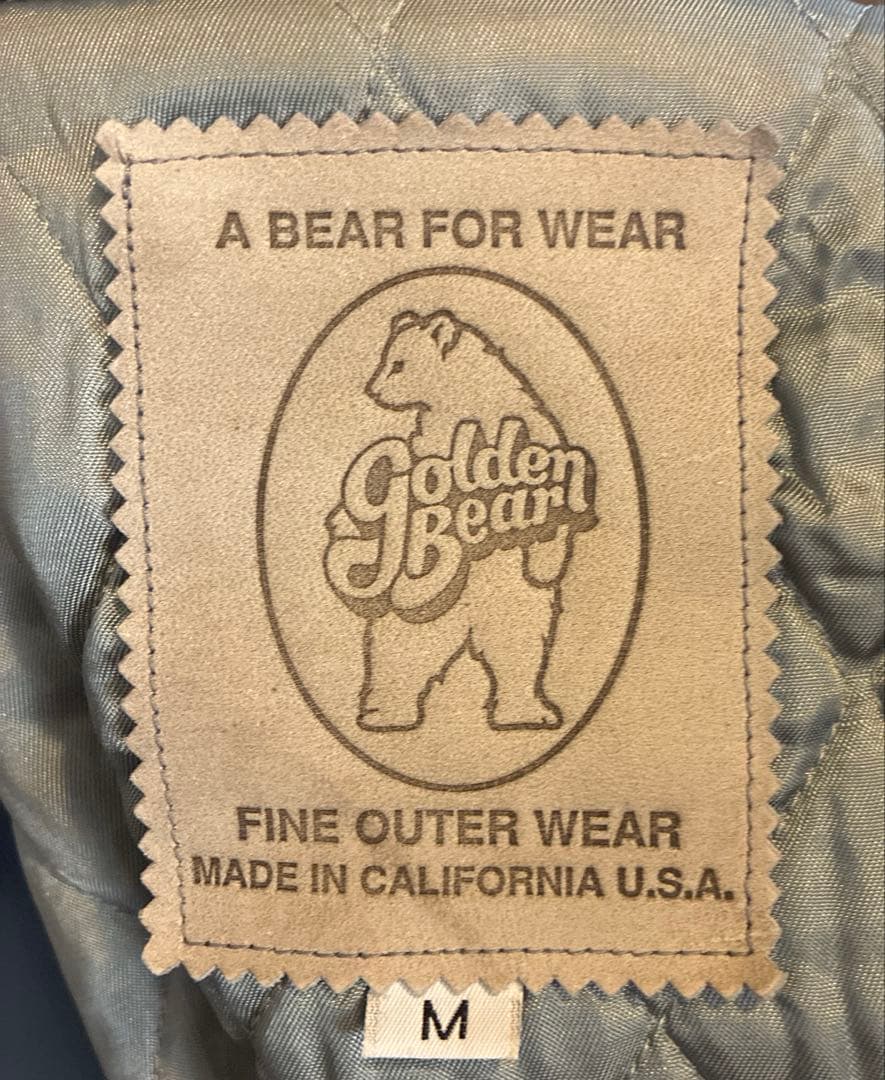 A BEAR FOR WEAR
Golden
Bear
FINE OUTER WEAR
MADE IN CALIFORNIA U.S.A.
M